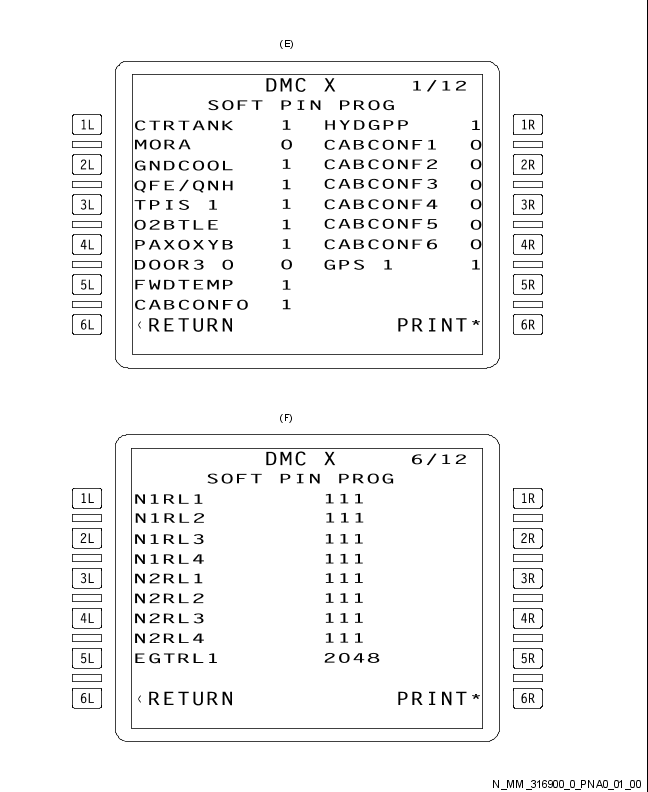 (E)
DMC X 1/12
SOFT PIN PROG
1L CTRTANK 1 HYDGPP 1 1R
MORA 0 CABCONF1 0
2L GNDCOOL 1 CABCONF2 0 2R
QFE/QNH 1 CABCONF3 0
3L TPIS 1 1 CABCONF4 0 3R
O2BTLE 1 CABCONF5 0
4L PAXOXYB 1 CABCONF6 0 4R
DOOR3 0 0 GPS 1 1
5L FWDTEMP 1 5R
CABCONFO 1
6L <RETURN PRINT* 6R
(F)
DMC X 6/12
SOFT PIN PROG
1L N1RL1 111 1R
N1RL2 111
2L N1RL3 111 2R
N1RL4 111
3L N2RL1 111 3R
N2RL2 111
4L N2RL3 111 4R
N2RL4 111
5L EGTRL1 2048 5R
6L <RETURN PRINT* 6R
N_MM_316900_0_PNA0_01_00